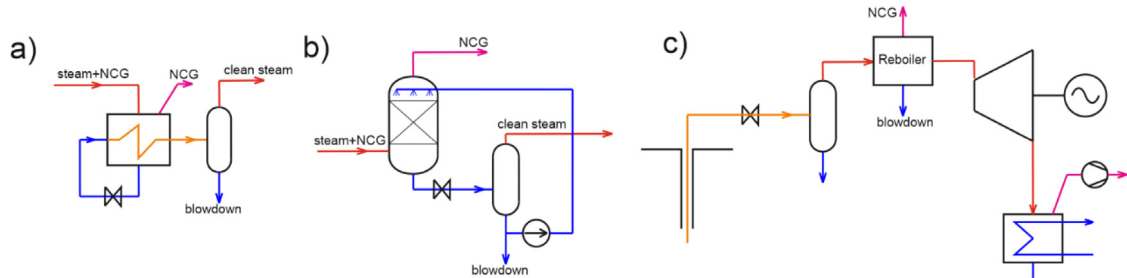 a)
steam+NCG
NCG
clean steam
blowdown
b)
NCG
steam+NCG
clean steam
blowdown
c)
NCG
Reboiler
blowdown